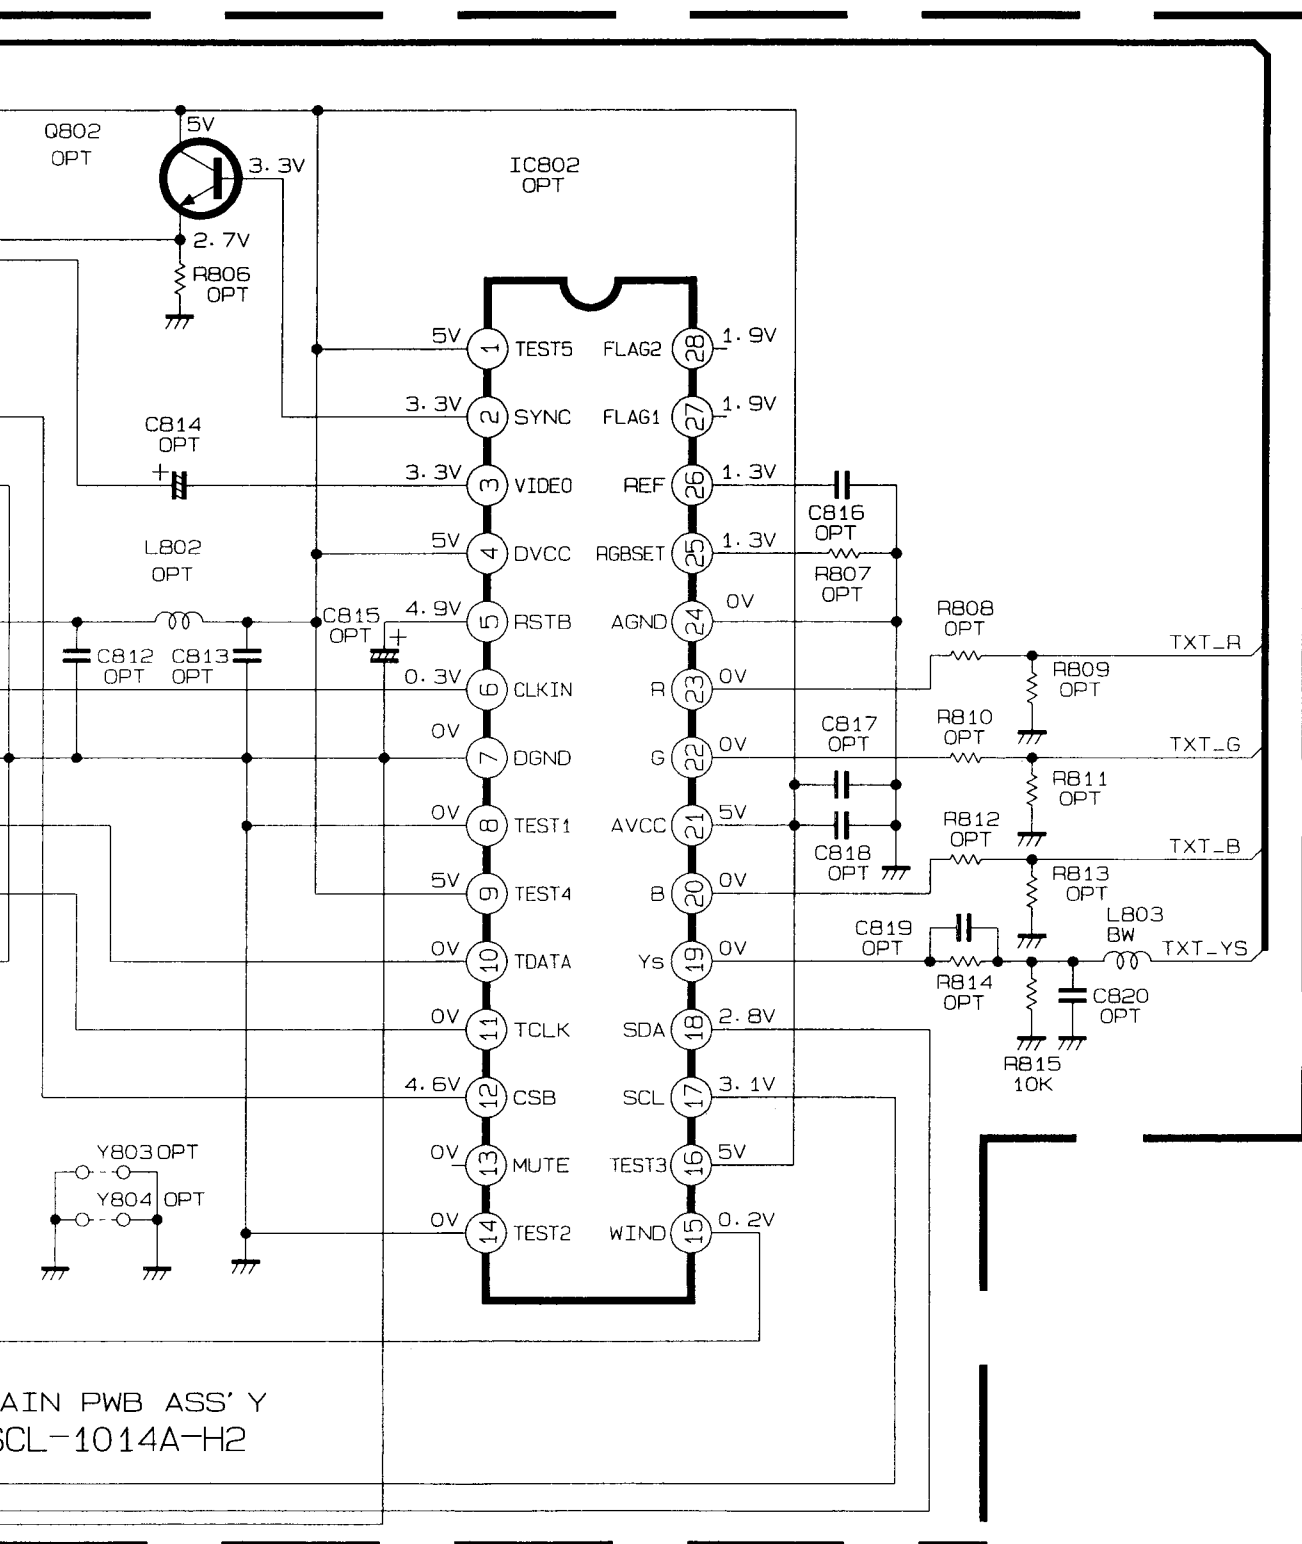 Q802
OPT
5V
3.3V
2.7V
R806
OPT
IC802
OPT
C814
OPT
+
L802
OPT
C812
OPT
C813
OPT
C815
OPT
+
5V 1 TEST5
3.3V 2 SYNC
3.3V 3 VIDEO
5V 4 DVCC
4.9V 5 RSTB
0.3V 6 CLKIN
0V 7 DGND
0V 8 TEST1
5V 9 TEST4
0V 10 TDATA
0V 11 TCLK
4.6V 12 CSB
0V 13 MUTE
0V 14 TEST2
FLAG2 28 1.9V
FLAG1 27 1.9V
REF 26 1.3V
RGBSET 25 1.3V
AGND 24 0V
R 23 0V
G 22 0V
AVCC 21 5V
B 20 0V
Ys 19 0V
SDA 18 2.8V
SCL 17 3.1V
TEST3 16 5V
WIND 15 0.2V
C816
OPT
R807
OPT
C817
OPT
C818
OPT
R808
OPT
TXT_R
R809
OPT
R810
OPT
TXT_G
R811
OPT
R812
OPT
TXT_B
R813
OPT
C819
OPT
R814
OPT
L803
BW
TXT_YS
C820
OPT
R815
10K
Y803 OPT
Y804 OPT
AIN PWB ASS'Y
SCL-1014A-H2